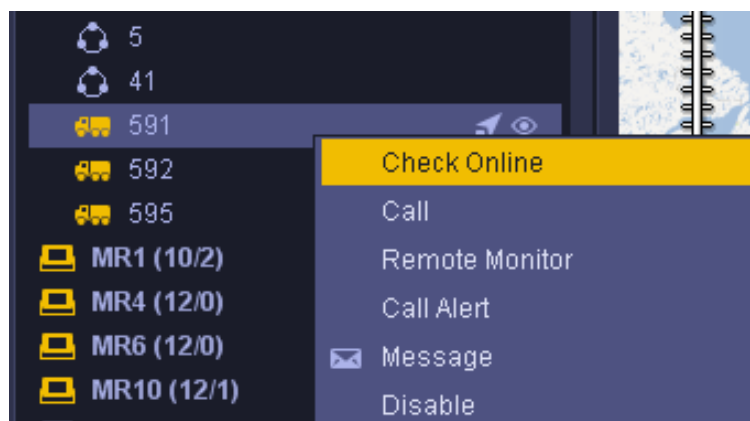 5
41
591
592
595
MR1 (10/2)
MR4 (12/0)
MR6 (12/0)
MR10 (12/1)
Check Online
Call
Remote Monitor
Call Alert
Message
Disable